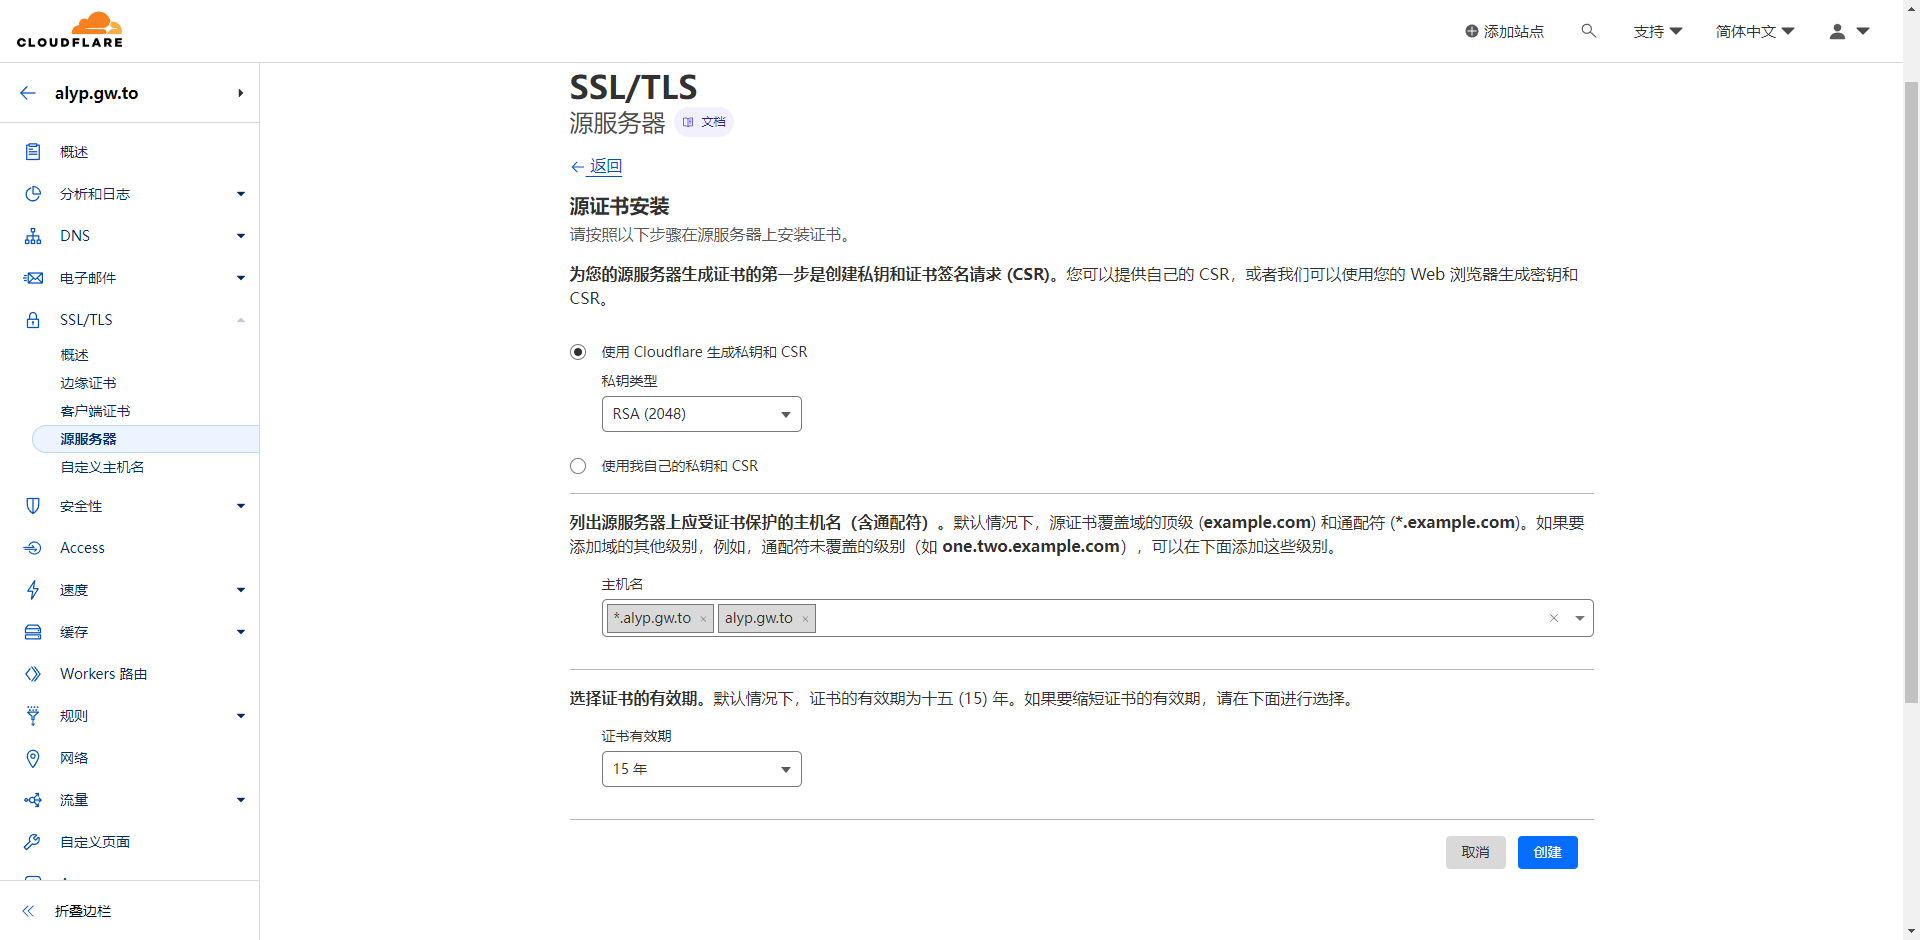 CLOUDFLARE
添加站点
支持
简体中文
alyp.gw.to
概述
分析和日志
DNS
电子邮件
SSL/TLS
概述
边缘证书
客户端证书
源服务器
自定义主机名
安全性
Access
速度
缓存
Workers 路由
规则
网络
流量
自定义页面
折叠边栏
SSL/TLS
源服务器
文档
返回
源证书安装
请按照以下步骤在源服务器上安装证书。
为您的源服务器生成证书的第一步是创建私钥和证书签名请求 (CSR)。您可以提供自己的 CSR，或者我们可以使用您的 Web 浏览器生成密钥和
CSR。
使用 Cloudflare 生成私钥和 CSR
私钥类型
RSA (2048)
使用我自己的私钥和 CSR
列出源服务器上应受证书保护的主机名（含通配符）。默认情况下，源证书覆盖域的顶级 (example.com) 和通配符 (*.example.com)。如果要
添加域的其他级别，例如，通配符未覆盖的级别（如 one.two.example.com），可以在下面添加这些级别。
主机名
*.alyp.gw.to × alyp.gw.to ×
选择证书的有效期。默认情况下，证书的有效期为十五 (15) 年。如果要缩短证书的有效期，请在下面进行选择。
证书有效期
15 年
取消
创建